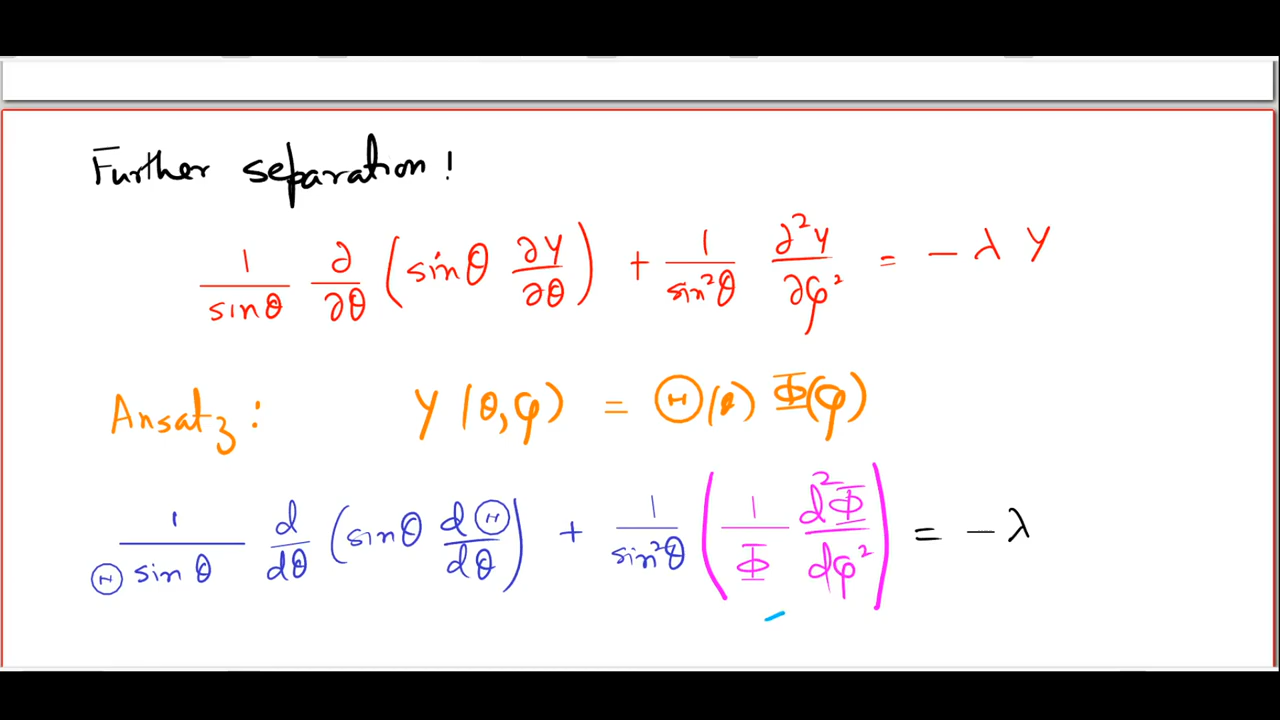 Further separation!
1/sinθ ∂/∂θ (sinθ ∂Y/∂θ) + 1/sin²θ ∂²Y/∂φ² = -λ Y
Ansatz: Y(θ,φ) = Θ(θ) Φ(φ)
1/(Θ sinθ) d/dθ (sinθ dΘ/dθ) + 1/sin²θ (1/Φ d²Φ/dφ²) = -λ